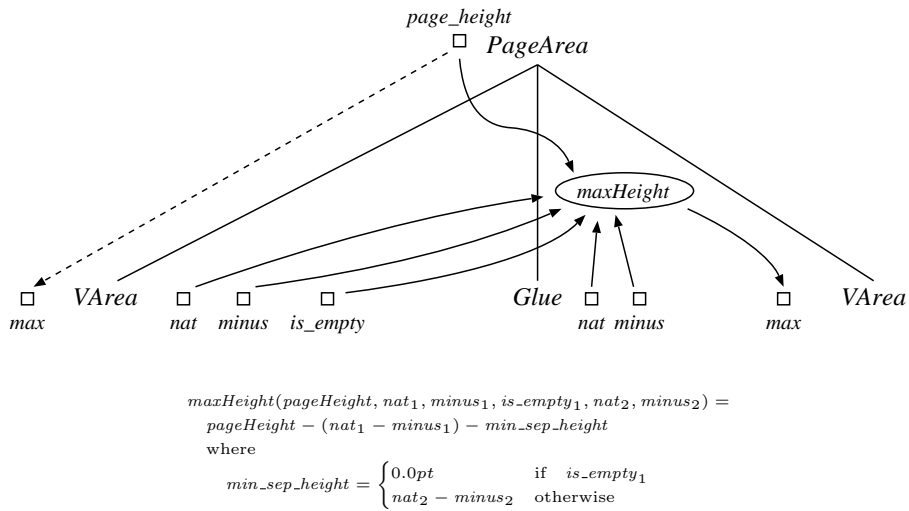 page_height
PageArea
maxHeight
VArea Glue VArea
max nat minus is_empty nat minus max
maxHeight(pageHeight, nat₁, minus₁, is_empty₁, nat₂, minus₂) =
pageHeight − (nat₁ − minus₁) − min_sep_height
where
min_sep_height = { 0.0pt if is_empty₁
nat₂ − minus₂ otherwise